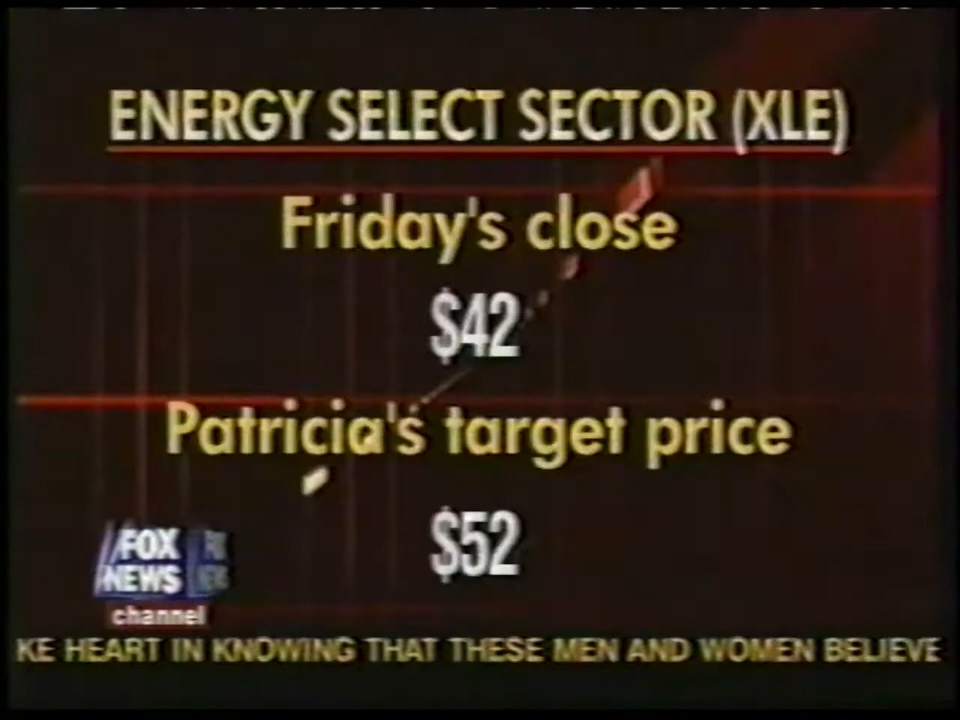 ENERGY SELECT SECTOR (XLE)
Friday's close
$42
Patricia's target price
$52
FOX
NEWS
channel
KE HEART IN KNOWING THAT THESE MEN AND WOMEN BELIEVE